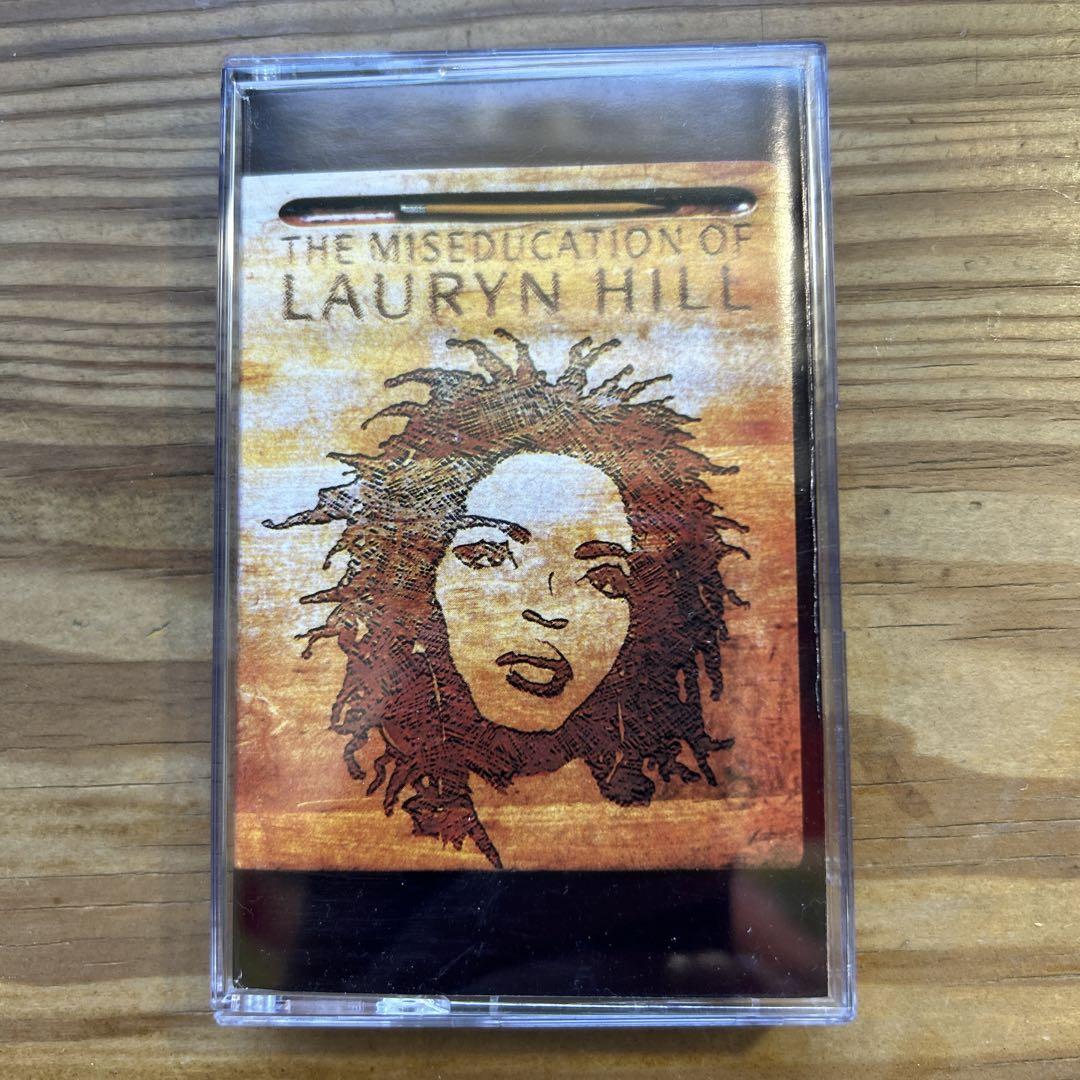 THE MISEDUCATION OF
LAURYN HILL